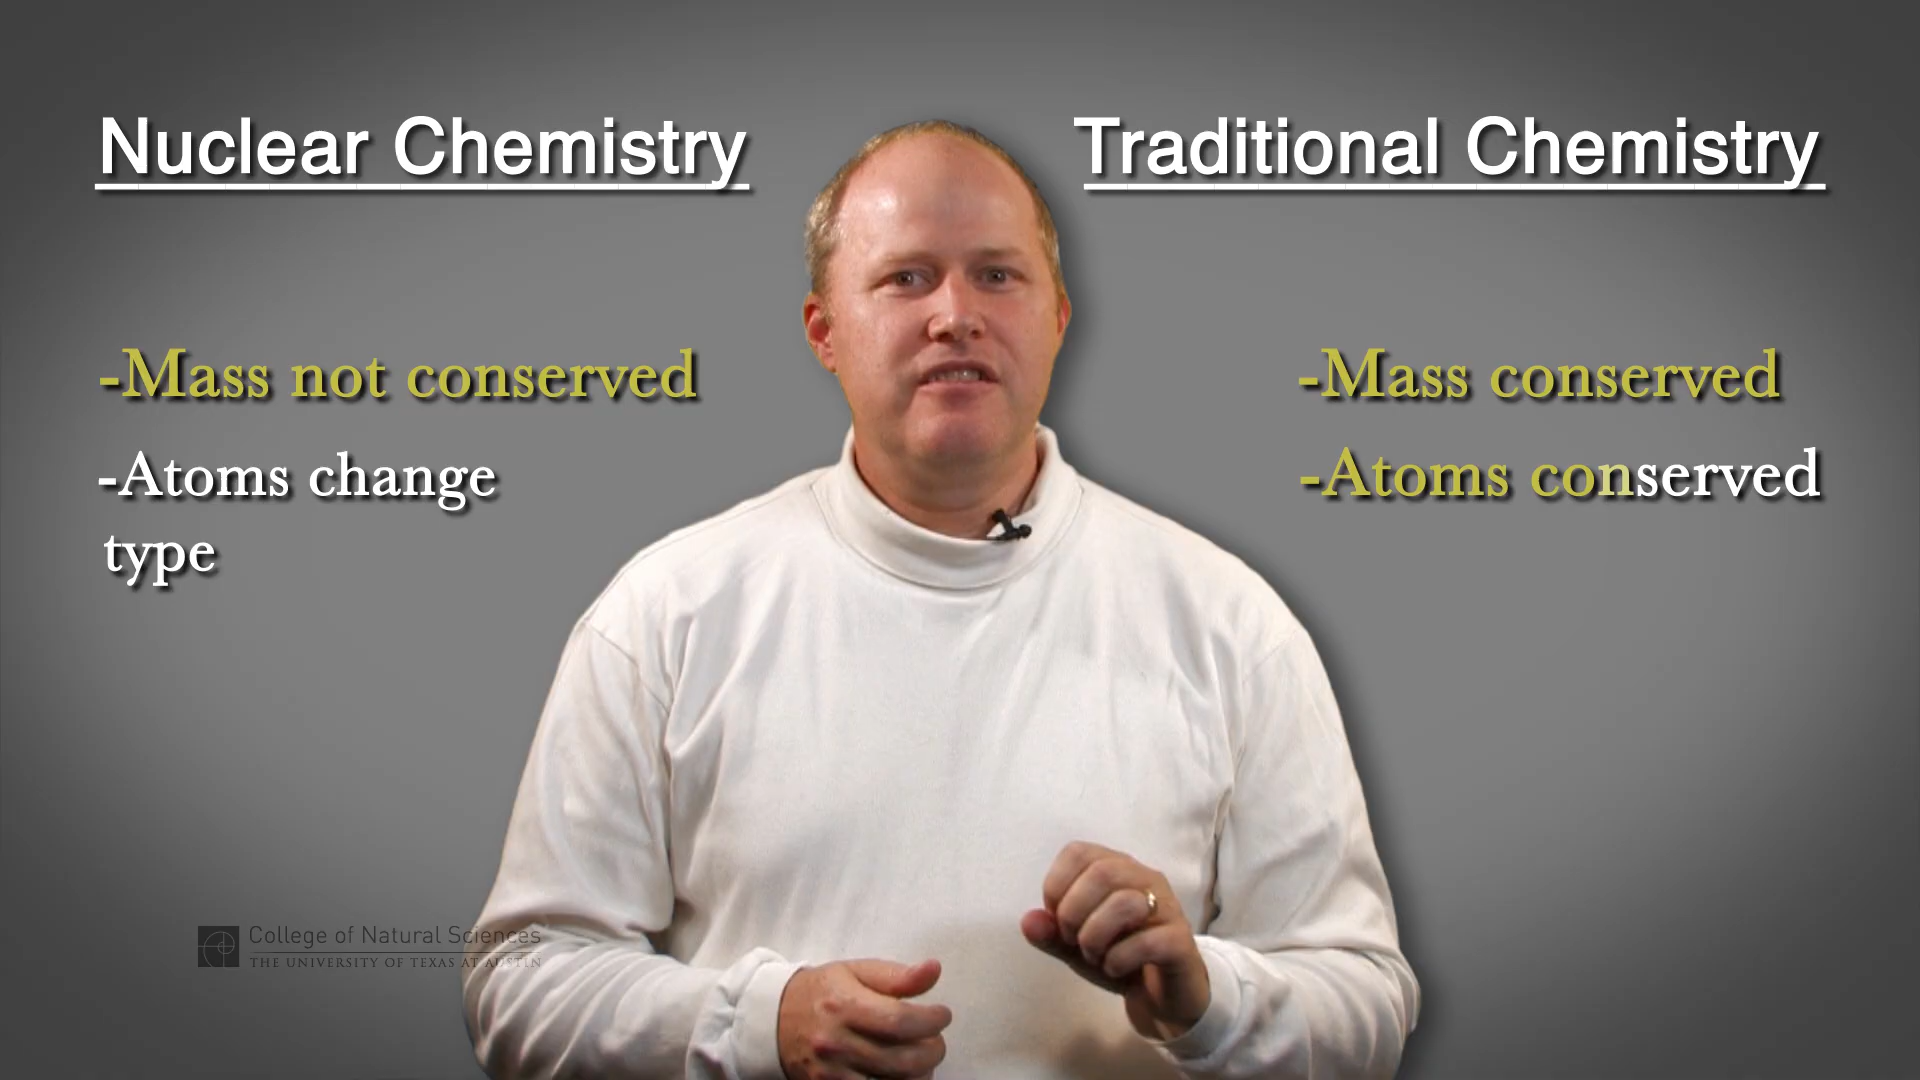 Nuclear Chemistry
-Mass not conserved
-Atoms change
type
Traditional Chemistry
-Mass conserved
-Atoms conserved
College of Natural Sciences
THE UNIVERSITY OF TEXAS AT AUSTIN